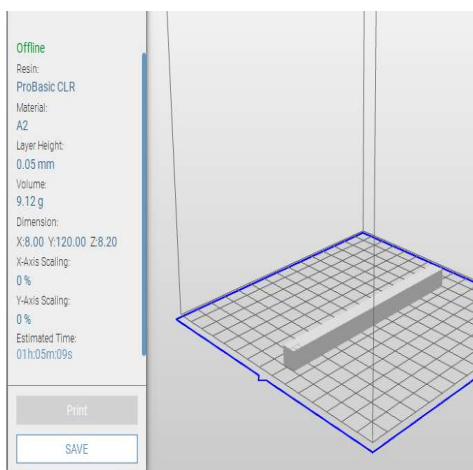 Offline
Resin:
ProBasic CLR
Material:
A2
Layer Height:
0.05 mm
Volume:
9.12 g
Dimension:
X:8.00 Y:120.00 Z:8.20
X-Axis Scaling:
0 %
Y-Axis Scaling:
0 %
Estimated Time:
01h:05m:09s
Print
SAVE